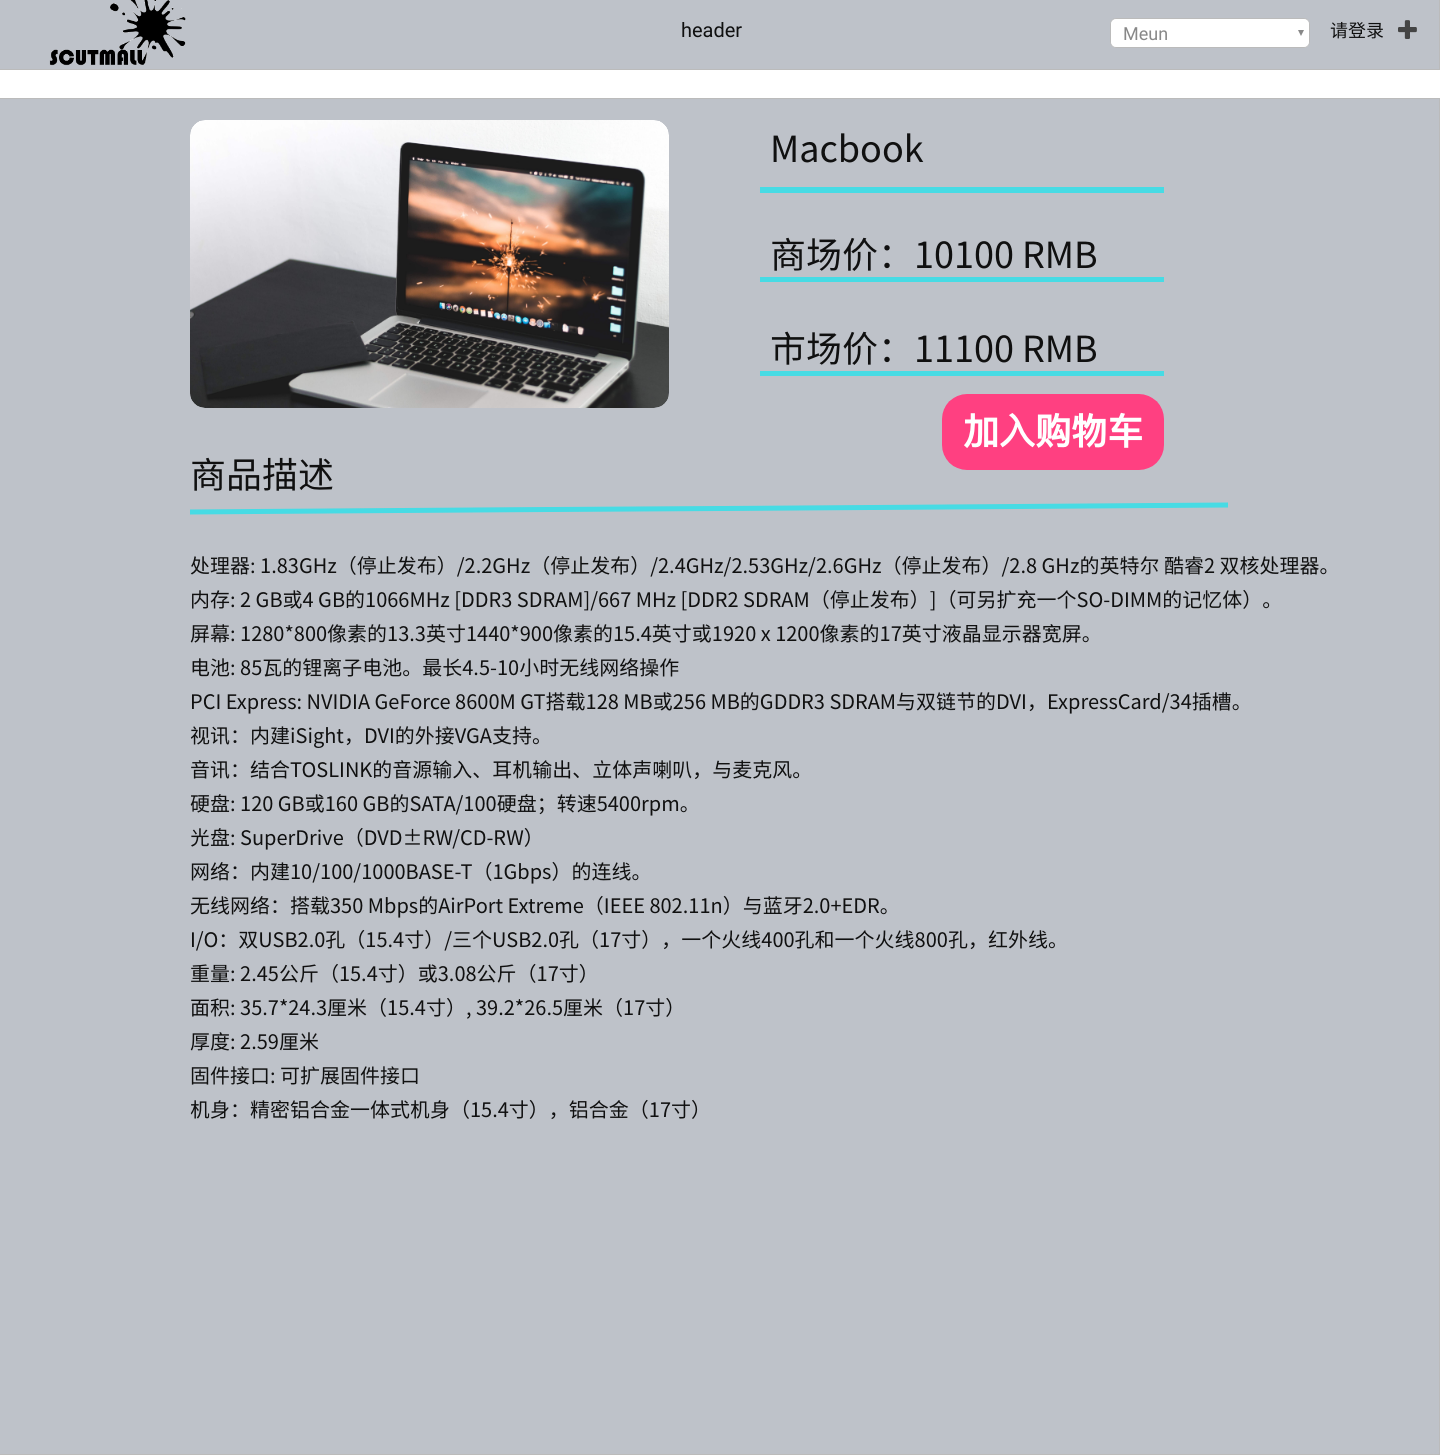 SCUTMALL
header
Meun
请登录
Macbook
商场价：10100 RMB
市场价：11100 RMB
加入购物车
商品描述
处理器: 1.83GHz（停止发布）/2.2GHz（停止发布）/2.4GHz/2.53GHz/2.6GHz（停止发布）/2.8 GHz的英特尔 酷睿2 双核处理器。
内存: 2 GB或4 GB的1066MHz [DDR3 SDRAM]/667 MHz [DDR2 SDRAM（停止发布）]（可另扩充一个SO-DIMM的记忆体）。
屏幕: 1280*800像素的13.3英寸1440*900像素的15.4英寸或1920 x 1200像素的17英寸液晶显示器宽屏。
电池: 85瓦的锂离子电池。最长4.5-10小时无线网络操作
PCI Express: NVIDIA GeForce 8600M GT搭载128 MB或256 MB的GDDR3 SDRAM与双链节的DVI，ExpressCard/34插槽。
视讯：内建iSight，DVI的外接VGA支持。
音讯：结合TOSLINK的音源输入、耳机输出、立体声喇叭，与麦克风。
硬盘: 120 GB或160 GB的SATA/100硬盘；转速5400rpm。
光盘: SuperDrive（DVD±RW/CD-RW）
网络：内建10/100/1000BASE-T（1Gbps）的连线。
无线网络：搭载350 Mbps的AirPort Extreme（IEEE 802.11n）与蓝牙2.0+EDR。
I/O：双USB2.0孔（15.4寸）/三个USB2.0孔（17寸），一个火线400孔和一个火线800孔，红外线。
重量: 2.45公斤（15.4寸）或3.08公斤（17寸）
面积: 35.7*24.3厘米（15.4寸）, 39.2*26.5厘米（17寸）
厚度: 2.59厘米
固件接口: 可扩展固件接口
机身：精密铝合金一体式机身（15.4寸），铝合金（17寸）